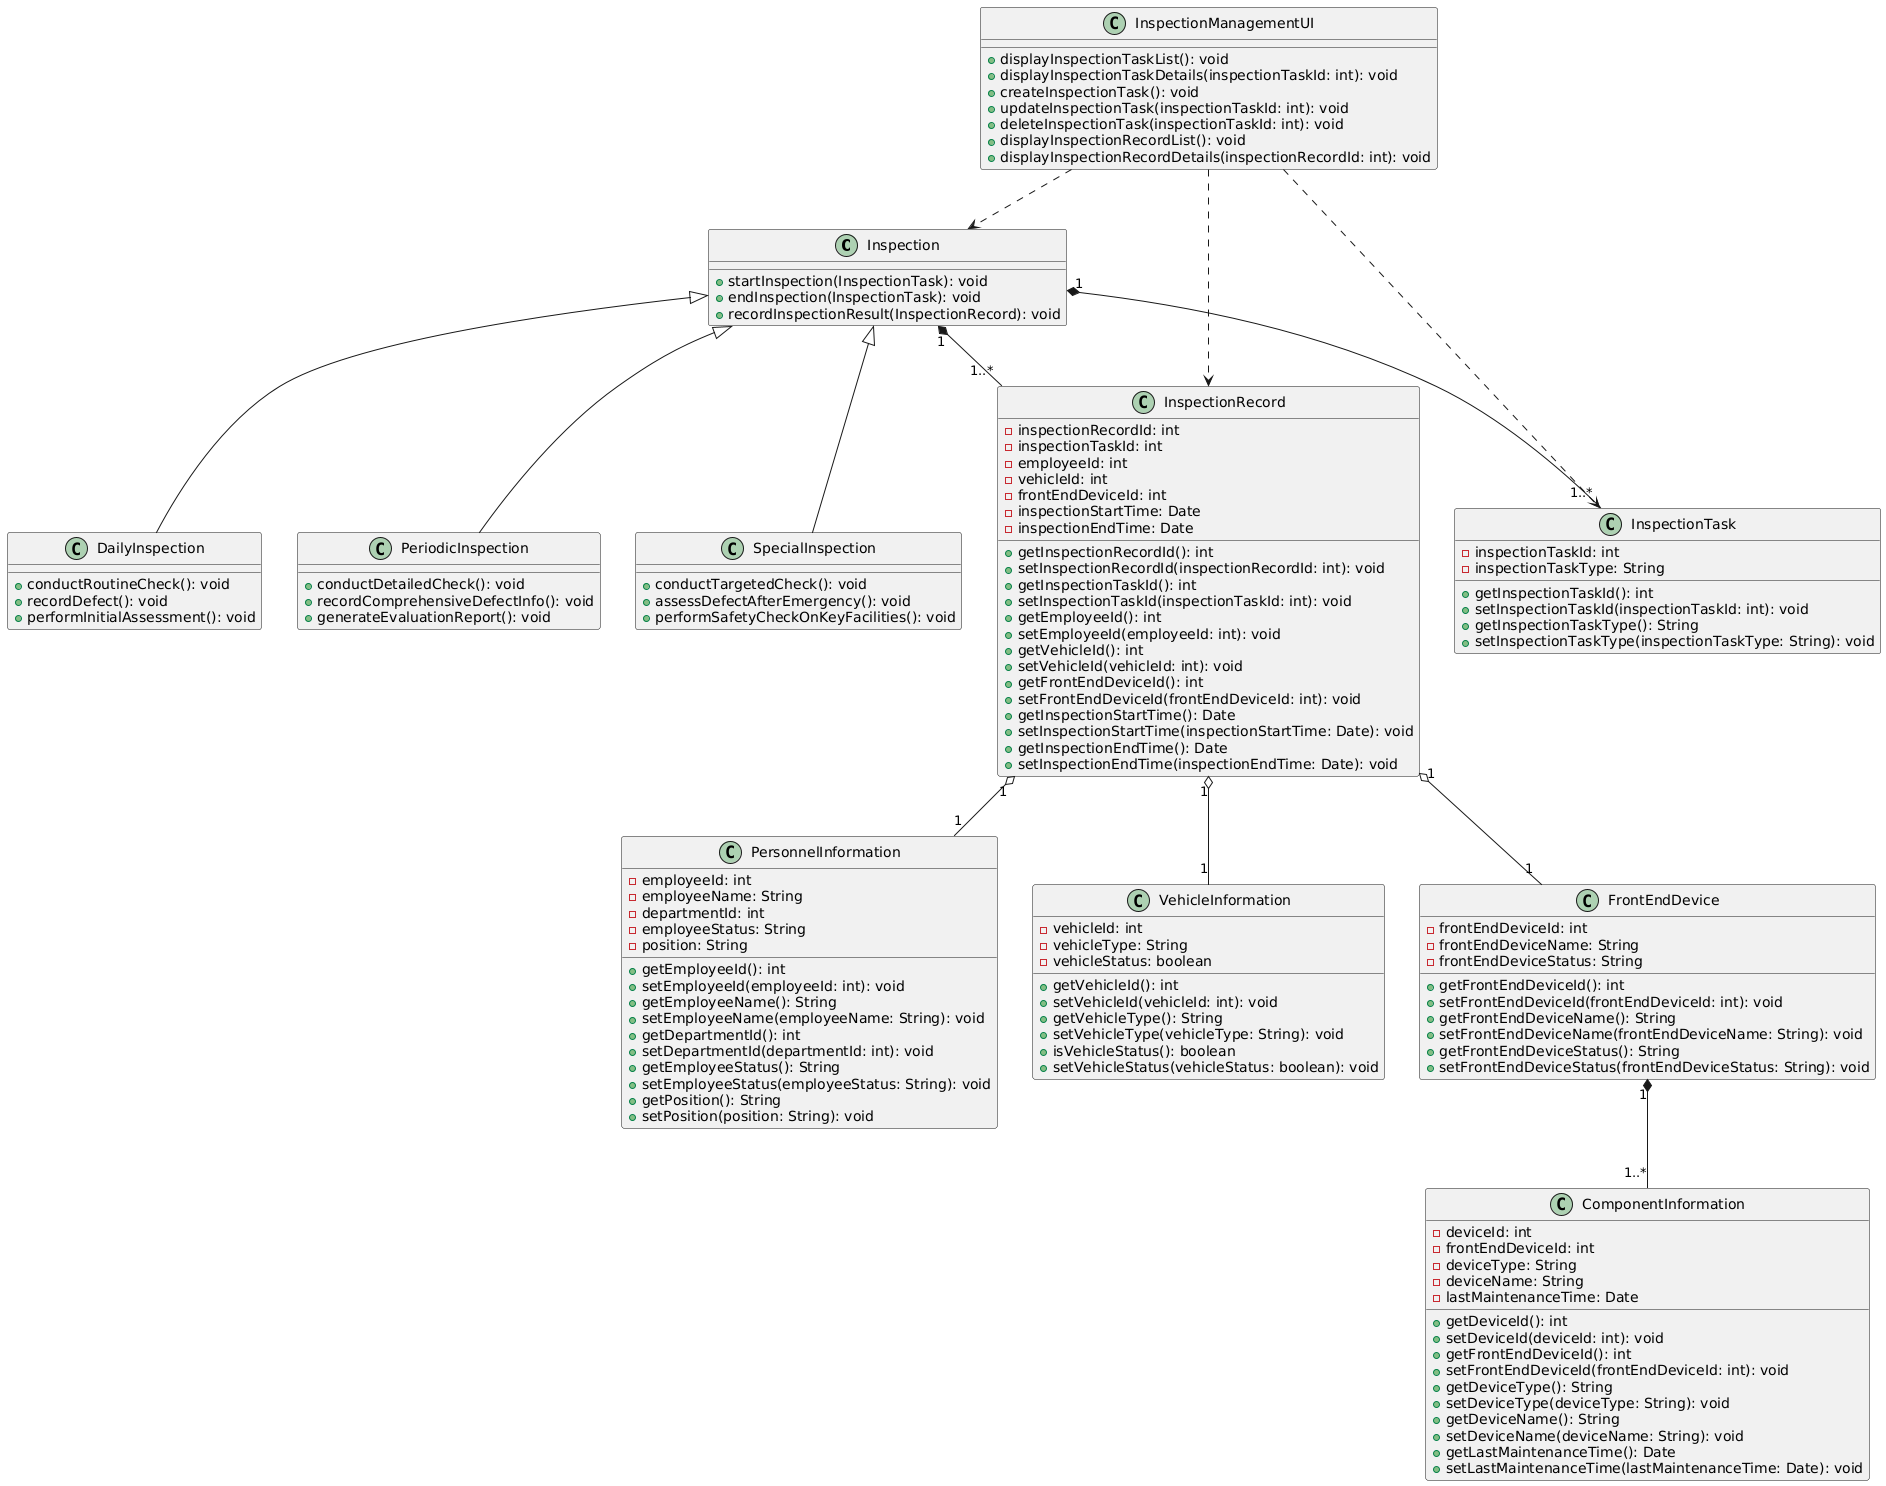 InspectionManagementUI
displayInspectionTaskList(): void
displayInspectionTaskDetails(inspectionTaskId: int): void
createInspectionTask(): void
updateInspectionTask(inspectionTaskId: int): void
deleteInspectionTask(inspectionTaskId: int): void
displayInspectionRecordList(): void
displayInspectionRecordDetails(inspectionRecordId: int): void
C Inspection
startInspection(InspectionTask): void
endInspection(InspectionTask): void
recordInspectionResult(InspectionRecord): void
1
1
1..*
C InspectionRecord
inspectionRecordId: int
inspectionTaskId: int
employeeId: int
vehicleId: int
frontEndDeviceId: int
inspectionStartTime: Date
inspectionEndTime: Date
getInspectionRecordId(): int
setInspectionRecordId(inspectionRecordId: int): void
getInspectionTaskId(): int
setInspectionTaskId(inspectionTaskId: int): void
getEmployeeId(): int
setEmployeeId(employeeId: int): void
getVehicleId(): int
setVehicleId(vehicleId: int): void
getFrontEndDeviceId(): int
setFrontEndDeviceId(frontEndDeviceId: int): void
getInspectionStartTime(): Date
setInspectionStartTime(inspectionStartTime: Date): void
getInspectionEndTime(): Date
setInspectionEndTime(inspectionEndTime: Date): void
1..*
C DailyInspection
conductRoutineCheck(): void
recordDefect(): void
performInitialAssessment(): void
C PeriodicInspection
conductDetailedCheck(): void
recordComprehensiveDefectInfo(): void
generateEvaluationReport(): void
C SpecialInspection
conductTargetedCheck(): void
assessDefectAfterEmergency(): void
performSafetyCheckOnKeyFacilities(): void
C InspectionTask
inspectionTaskId: int
inspectionTaskType: String
getInspectionTaskId(): int
setInspectionTaskId(inspectionTaskId: int): void
getInspectionTaskType(): String
setInspectionTaskType(inspectionTaskType: String): void
1
1
1
1
1
1
C PersonnelInformation
employeeId: int
employeeName: String
departmentId: int
employeeStatus: String
position: String
getEmployeeId(): int
setEmployeeId(employeeId: int): void
getEmployeeName(): String
setEmployeeName(employeeName: String): void
getDepartmentId(): int
setDepartmentId(departmentId: int): void
getEmployeeStatus(): String
setEmployeeStatus(employeeStatus: String): void
getPosition(): String
setPosition(position: String): void
C VehicleInformation
vehicleId: int
vehicleType: String
vehicleStatus: boolean
getVehicleId(): int
setVehicleId(vehicleId: int): void
getVehicleType(): String
setVehicleType(vehicleType: String): void
isVehicleStatus(): boolean
setVehicleStatus(vehicleStatus: boolean): void
C FrontEndDevice
frontEndDeviceId: int
frontEndDeviceName: String
frontEndDeviceStatus: String
getFrontEndDeviceId(): int
setFrontEndDeviceId(frontEndDeviceId: int): void
getFrontEndDeviceName(): String
setFrontEndDeviceName(frontEndDeviceName: String): void
getFrontEndDeviceStatus(): String
setFrontEndDeviceStatus(frontEndDeviceStatus: String): void
1
1..*
C ComponentInformation
deviceId: int
frontEndDeviceId: int
deviceType: String
deviceName: String
lastMaintenanceTime: Date
getDeviceId(): int
setDeviceId(deviceId: int): void
getFrontEndDeviceId(): int
setFrontEndDeviceId(frontEndDeviceId: int): void
getDeviceType(): String
setDeviceType(deviceType: String): void
getDeviceName(): String
setDeviceName(deviceName: String): void
getLastMaintenanceTime(): Date
setLastMaintenanceTime(lastMaintenanceTime: Date): void